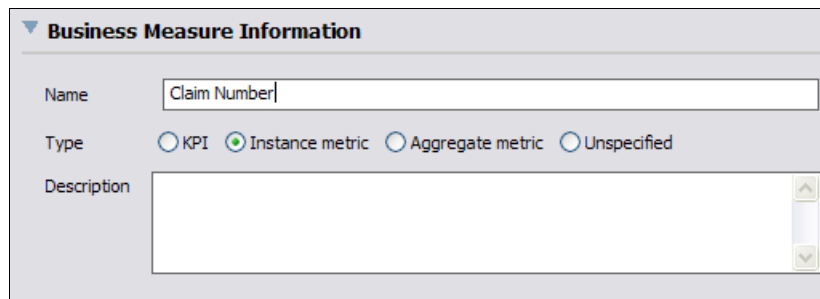 Business Measure Information
Name Claim Number
Type KPI Instance metric Aggregate metric Unspecified
Description